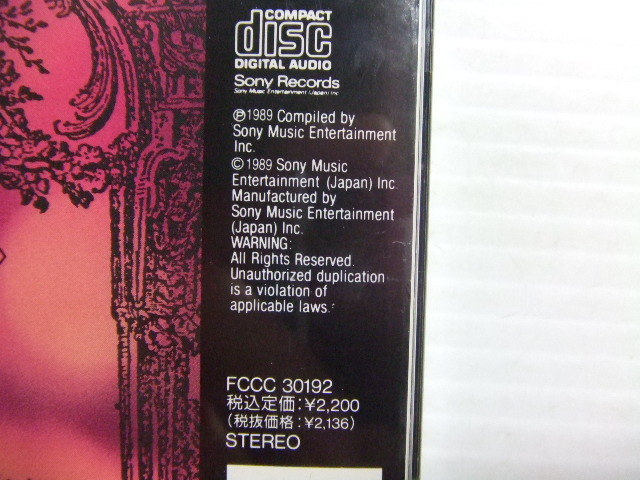 COMPACT
disc
DIGITAL AUDIO
Sony Records
Sony Music Entertainment (Japan) Inc.
℗1989 Compiled by
Sony Music Entertainment
Inc.
©1989 Sony Music
Entertainment (Japan) Inc.
Manufactured by
Sony Music Entertainment
(Japan) Inc.
WARNING:
All Rights Reserved.
Unauthorized duplication
is a violation of
applicable laws.
FCCC 30192
税込定価:¥2,200
(税抜価格:¥2,136)
STEREO